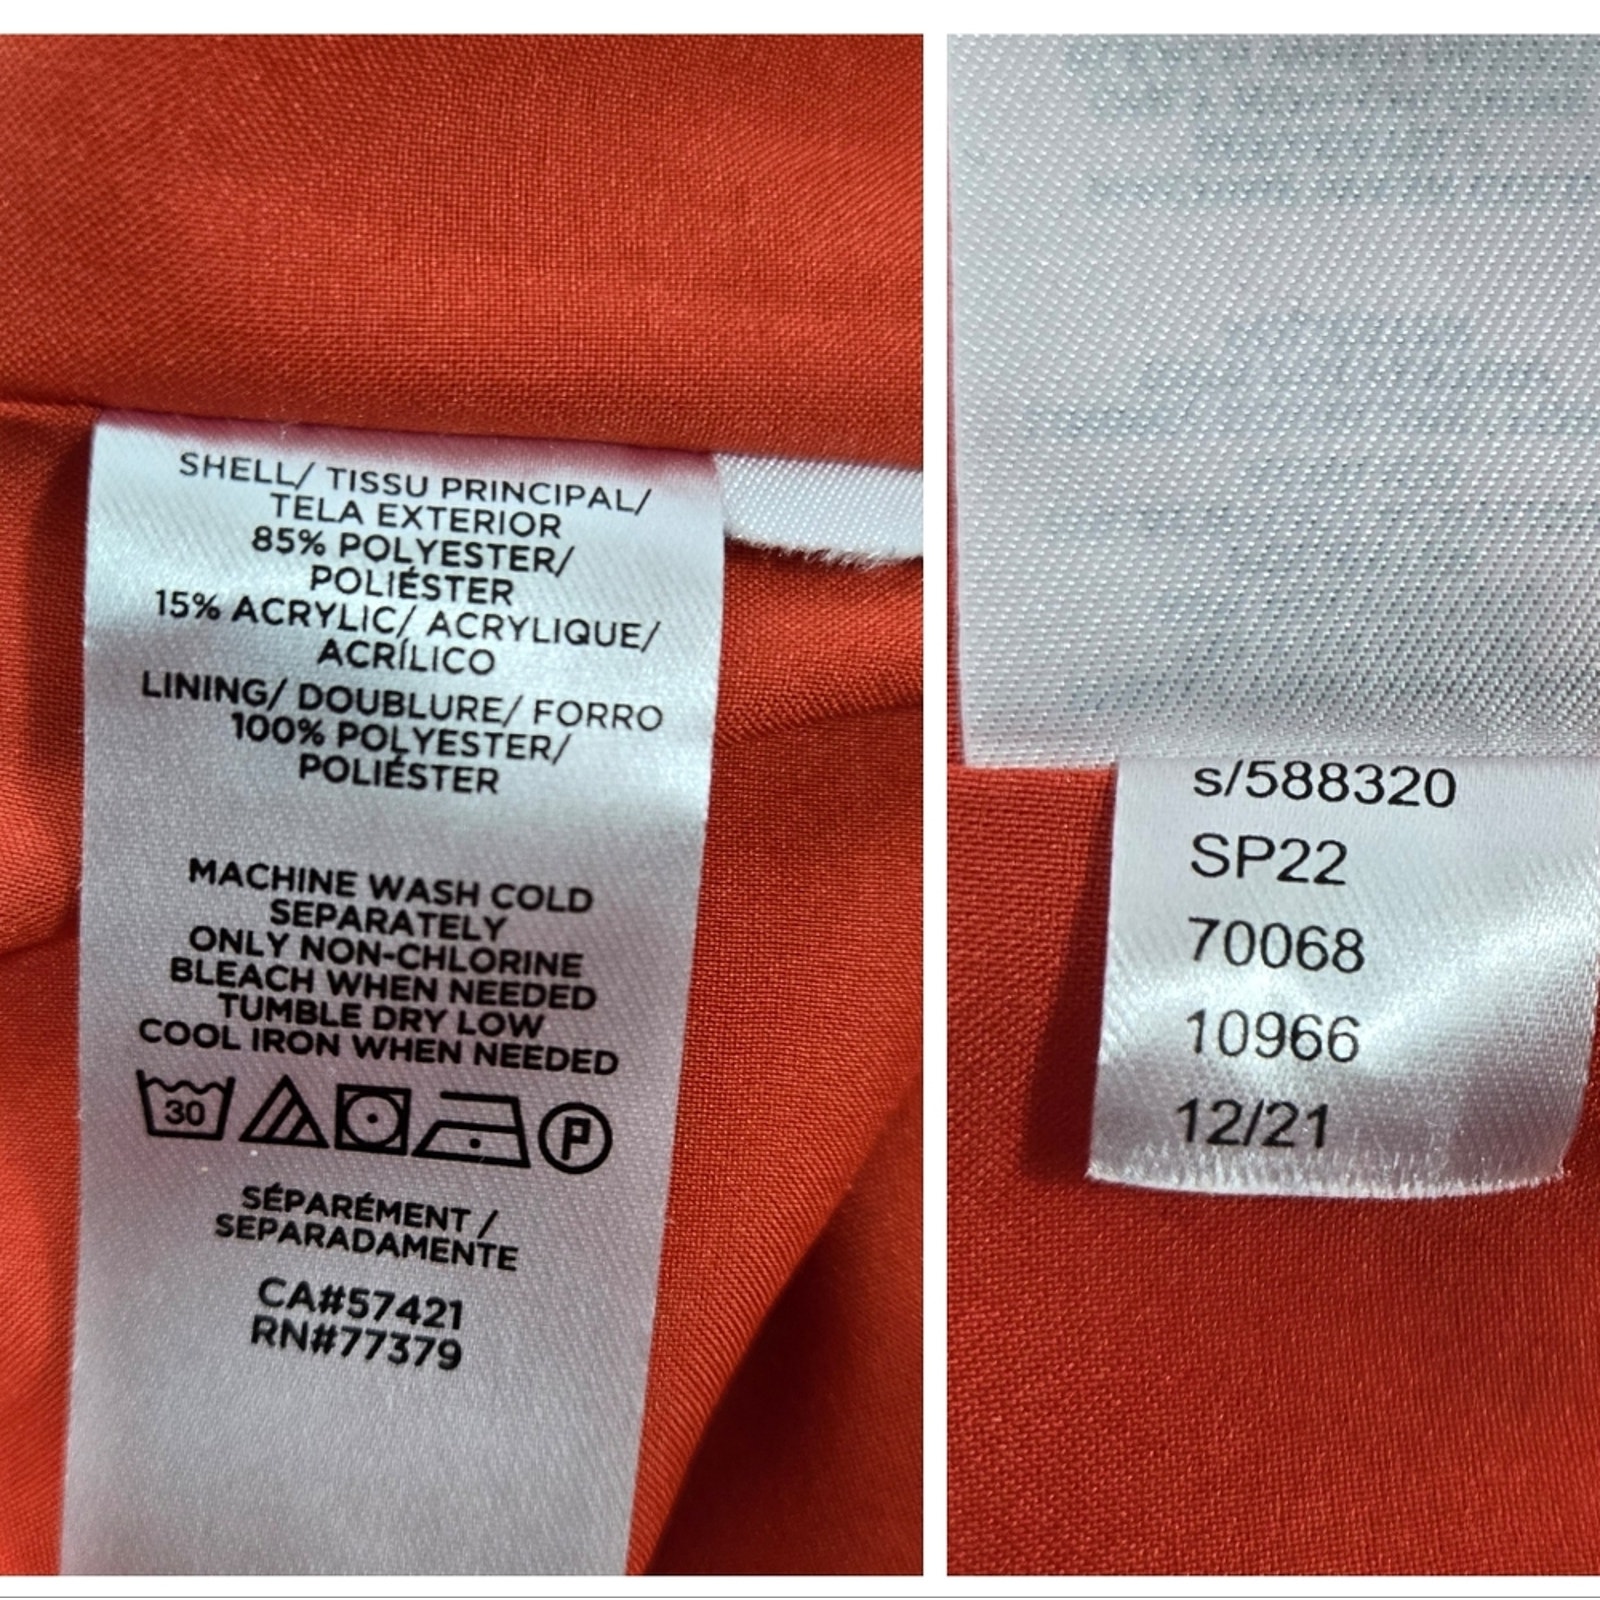 SHELL/ TISSU PRINCIPAL/
TELA EXTERIOR
85% POLYESTER/
POLIÉSTER
15% ACRYLIC/ ACRYLIQUE/
ACRÍLICO
LINING/ DOUBLURE/ FORRO
100% POLYESTER/
POLIÉSTER
MACHINE WASH COLD
SEPARATELY
ONLY NON-CHLORINE
BLEACH WHEN NEEDED
TUMBLE DRY LOW
COOL IRON WHEN NEEDED
30 P
SÉPARÉMENT /
SEPARADAMENTE
CA#57421
RN#77379
s/588320
SP22
70068
10966
12/21